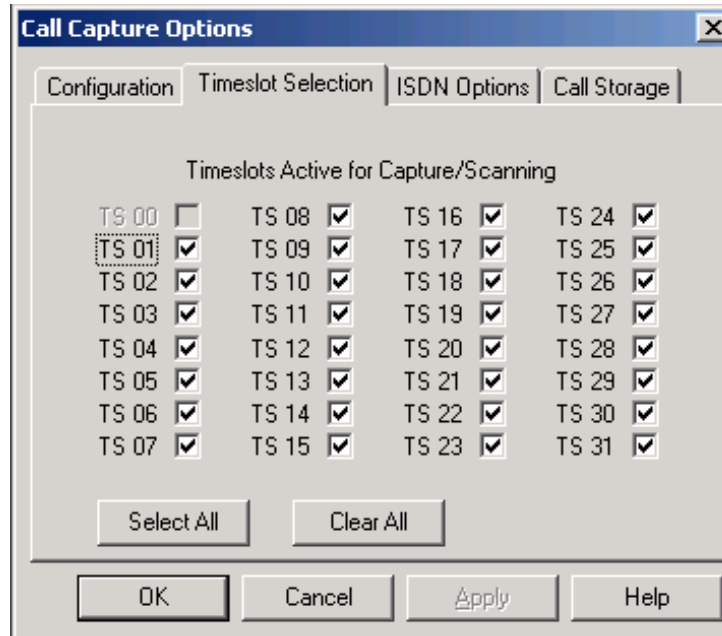 Call Capture Options
Configuration Timeslot Selection ISDN Options Call Storage
Timeslots Active for Capture/Scanning
TS 00 TS 08 TS 16 TS 24
TS 01 TS 09 TS 17 TS 25
TS 02 TS 10 TS 18 TS 26
TS 03 TS 11 TS 19 TS 27
TS 04 TS 12 TS 20 TS 28
TS 05 TS 13 TS 21 TS 29
TS 06 TS 14 TS 22 TS 30
TS 07 TS 15 TS 23 TS 31
Select All Clear All
OK Cancel Apply Help